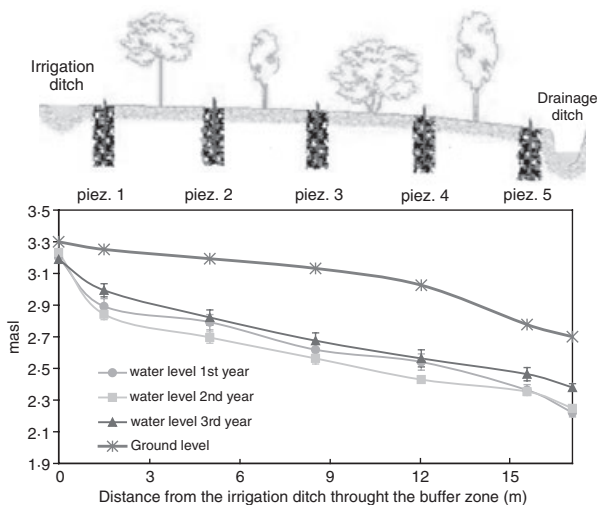 Irrigation
ditch
Drainage
ditch
piez. 1 piez. 2 piez. 3 piez. 4 piez. 5
3·5
3·3
3·1
2·9
2·7
2·5
2·3
2·1
1·9
masl
water level 1st year
water level 2nd year
water level 3rd year
Ground level
0 3 6 9 12 15
Distance from the irrigation ditch throught the buffer zone (m)